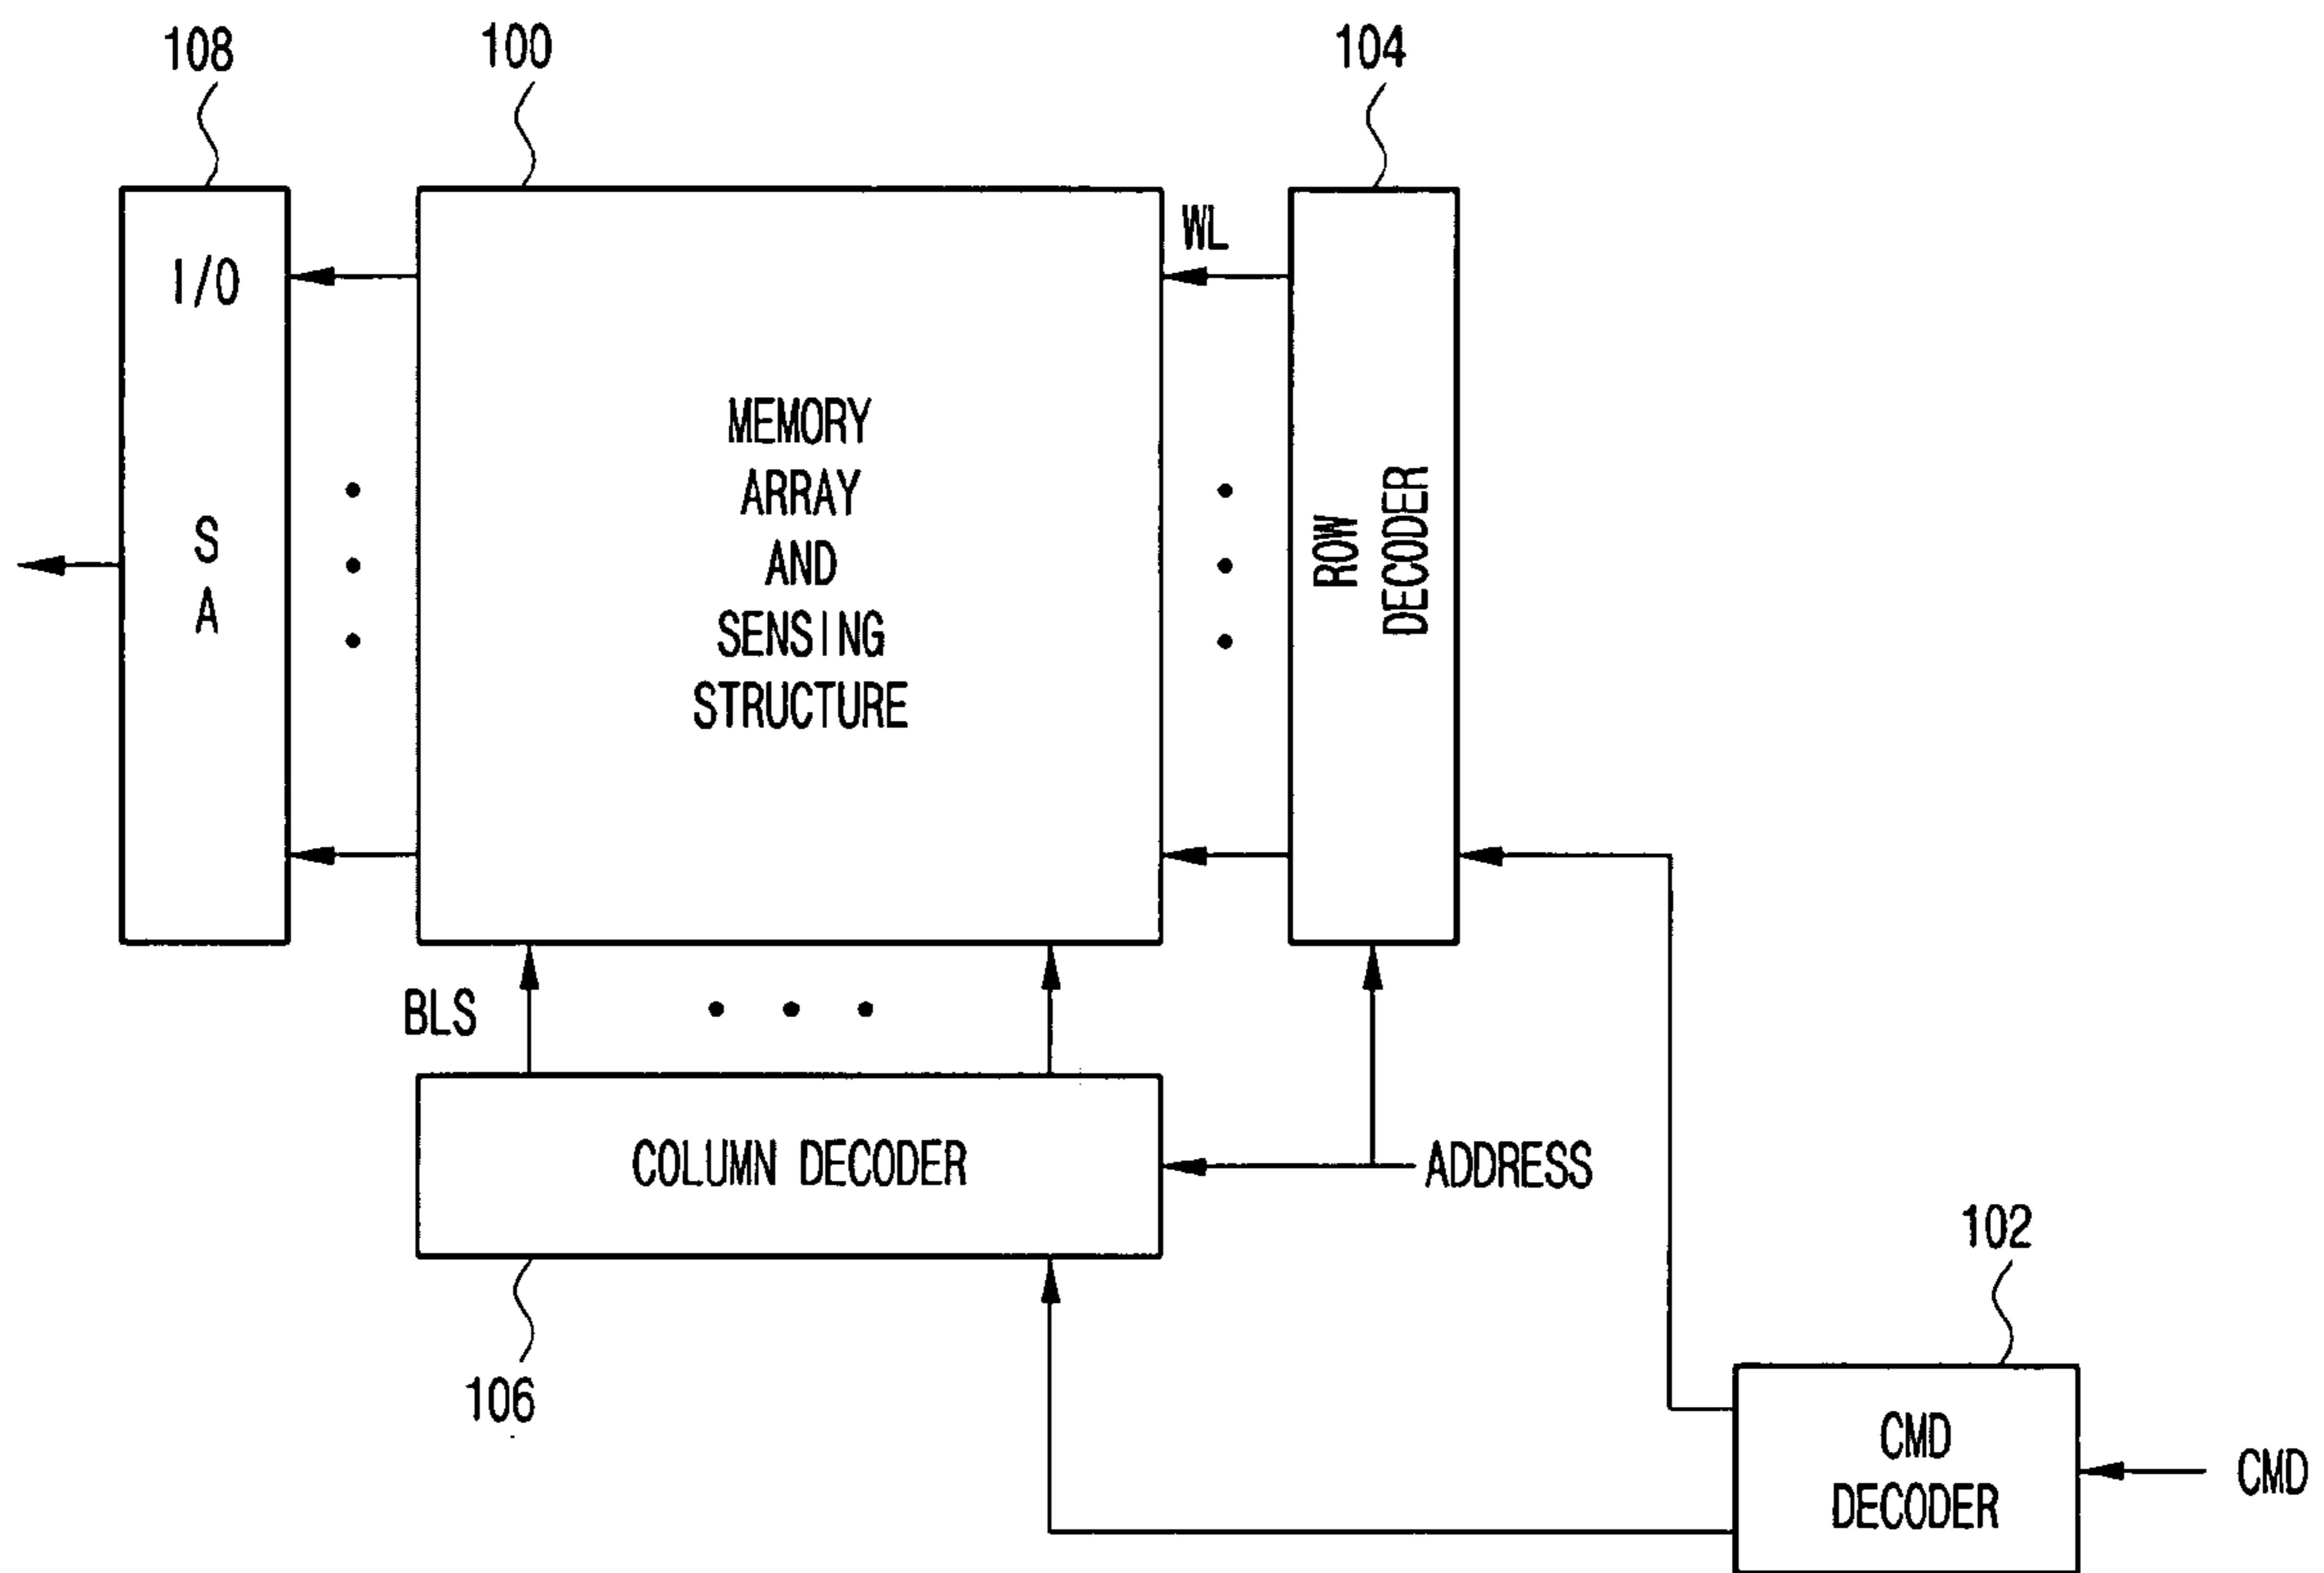 108
100
104
WL
I/O
S
A
MEMORY
ARRAY
AND
SENSING
STRUCTURE
ROW
DECODER
BLS
COLUMN DECODER
ADDRESS
106
102
CMD
DECODER
CMD